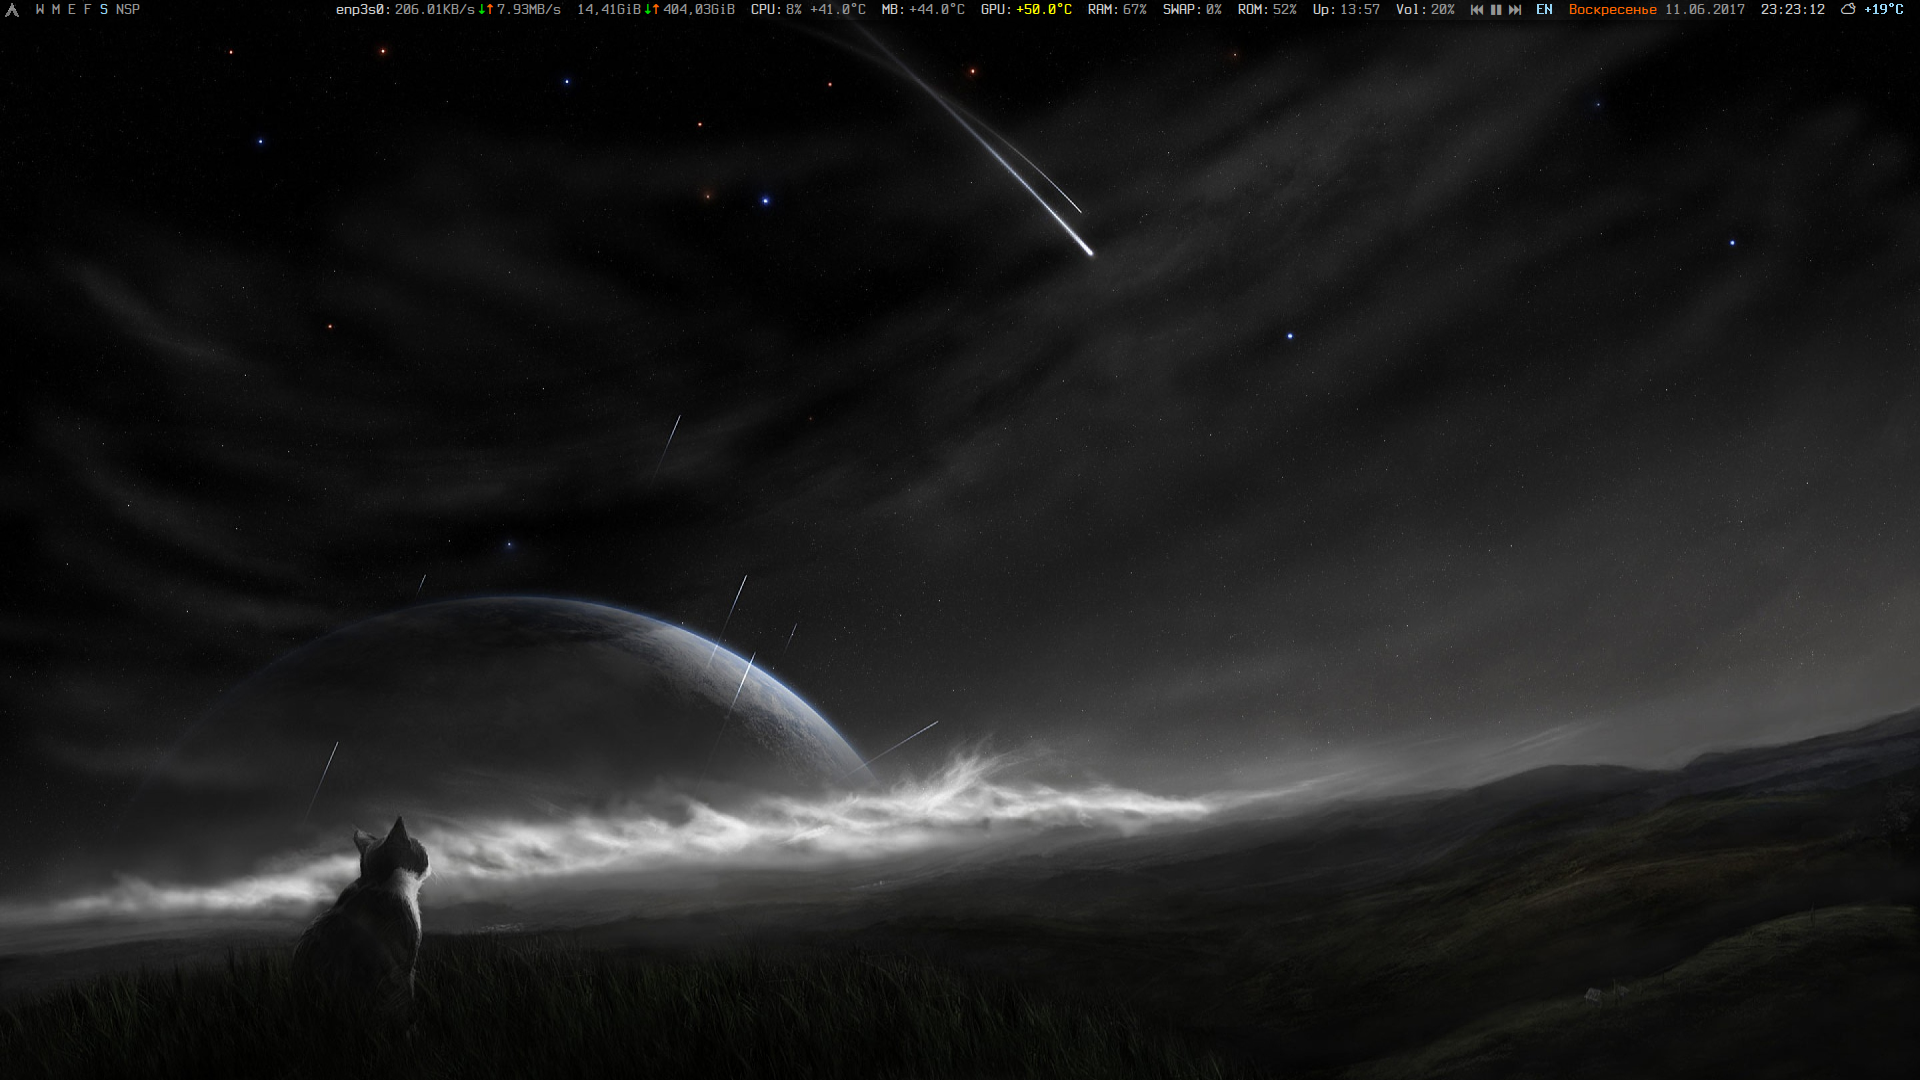 W M E F S NSP enp3s0: 206.01KB/s↓↑ 7.93MB/s 14,41GiB↓↑ 404,03GiB CPU: 8% +41.0°C MB: +44.0°C GPU: +50.0°C RAM: 67% SWAP: 0% ROM: 52% Up: 13:57 Vol: 20% EN Воскресенье 11.06.2017 23:23:12 +19°C